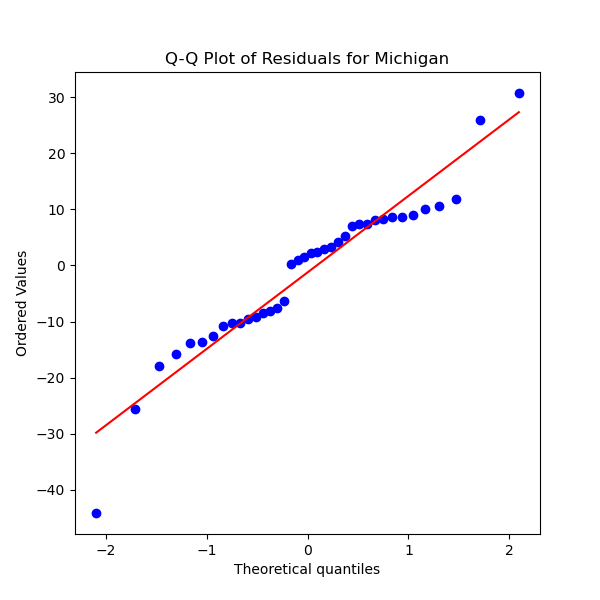 Q-Q Plot of Residuals for Michigan
30
20
10
0
−10
−20
−30
−40
Ordered Values
−2 −1 0 1 2
Theoretical quantiles